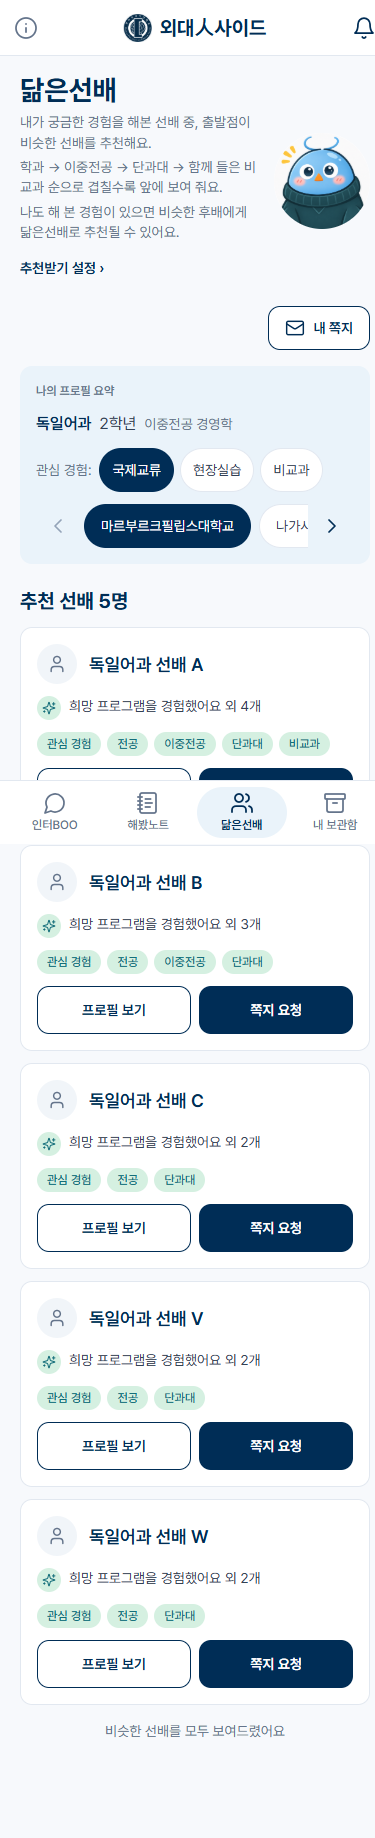 외대人사이드
닮은선배
내가 궁금한 경험을 해본 선배 중, 출발점이
비슷한 선배를 추천해요.
학과 → 이중전공 → 단과대 → 함께 들은 비
교과 순으로 겹칠수록 앞에 보여 줘요.
나도 해 본 경험이 있으면 비슷한 후배에게
닮은선배로 추천될 수 있어요.
추천받기 설정 ›
내 쪽지
나의 프로필 요약
독일어과 2학년 이중전공 경영학
관심 경험: 국제교류 현장실습 비교과
마르부르크필립스대학교 나가사
추천 선배 5명
독일어과 선배 A
희망 프로그램을 경험했어요 외 4개
관심 경험 전공 이중전공 단과대 비교과
인터BOO 해봤노트 닮은선배 내 보관함
독일어과 선배 B
희망 프로그램을 경험했어요 외 3개
관심 경험 전공 이중전공 단과대
프로필 보기 쪽지 요청
독일어과 선배 C
희망 프로그램을 경험했어요 외 2개
관심 경험 전공 단과대
프로필 보기 쪽지 요청
독일어과 선배 V
희망 프로그램을 경험했어요 외 2개
관심 경험 전공 단과대
프로필 보기 쪽지 요청
독일어과 선배 W
희망 프로그램을 경험했어요 외 2개
관심 경험 전공 단과대
프로필 보기 쪽지 요청
비슷한 선배를 모두 보여드렸어요